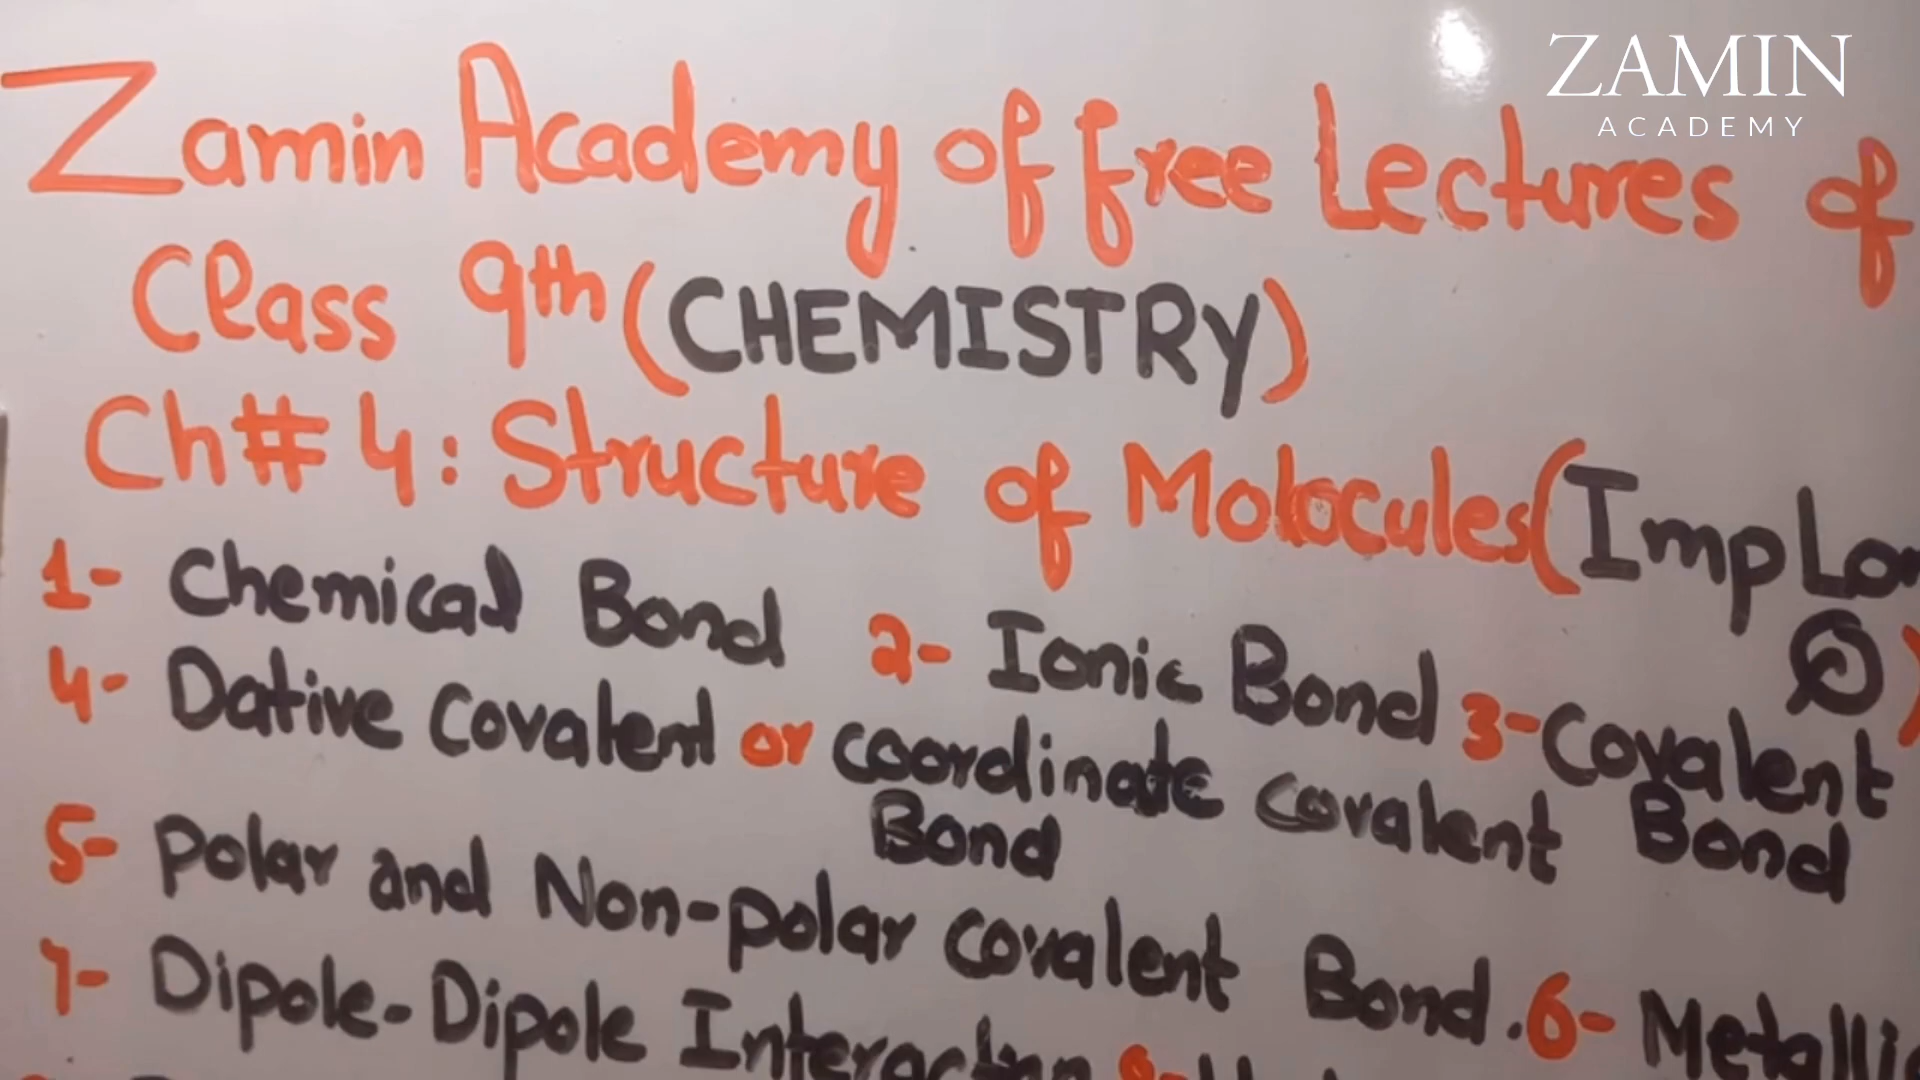 ZAMIN
ACADEMY
Zamin Academy of free Lectures of
Class 9th (CHEMISTRY)
Ch# 4: Structure of Molocules (Imp
1- Chemical Bond 2- Ionic Bond 3- Covalent Bond
4- Dative Covalent or coordinate covalent Bond
5- Polar and Non-polar covalent Bond. 6- Metallic
7- Dipole-Dipole Interaction